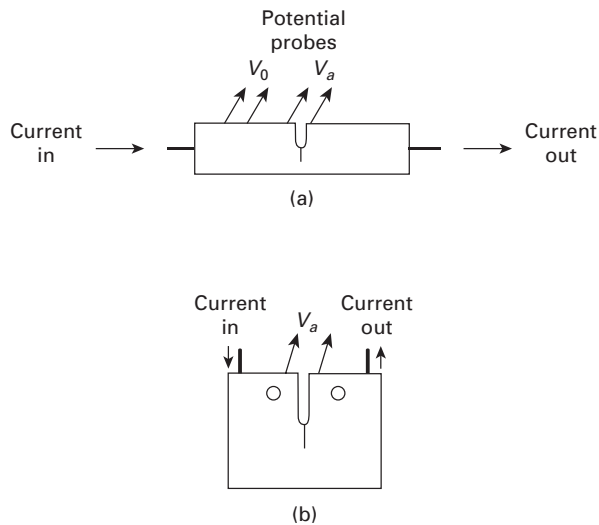 Potential
probes
V0 Va
Current
in
Current
out
(a)
Current
in
Va
Current
out
(b)